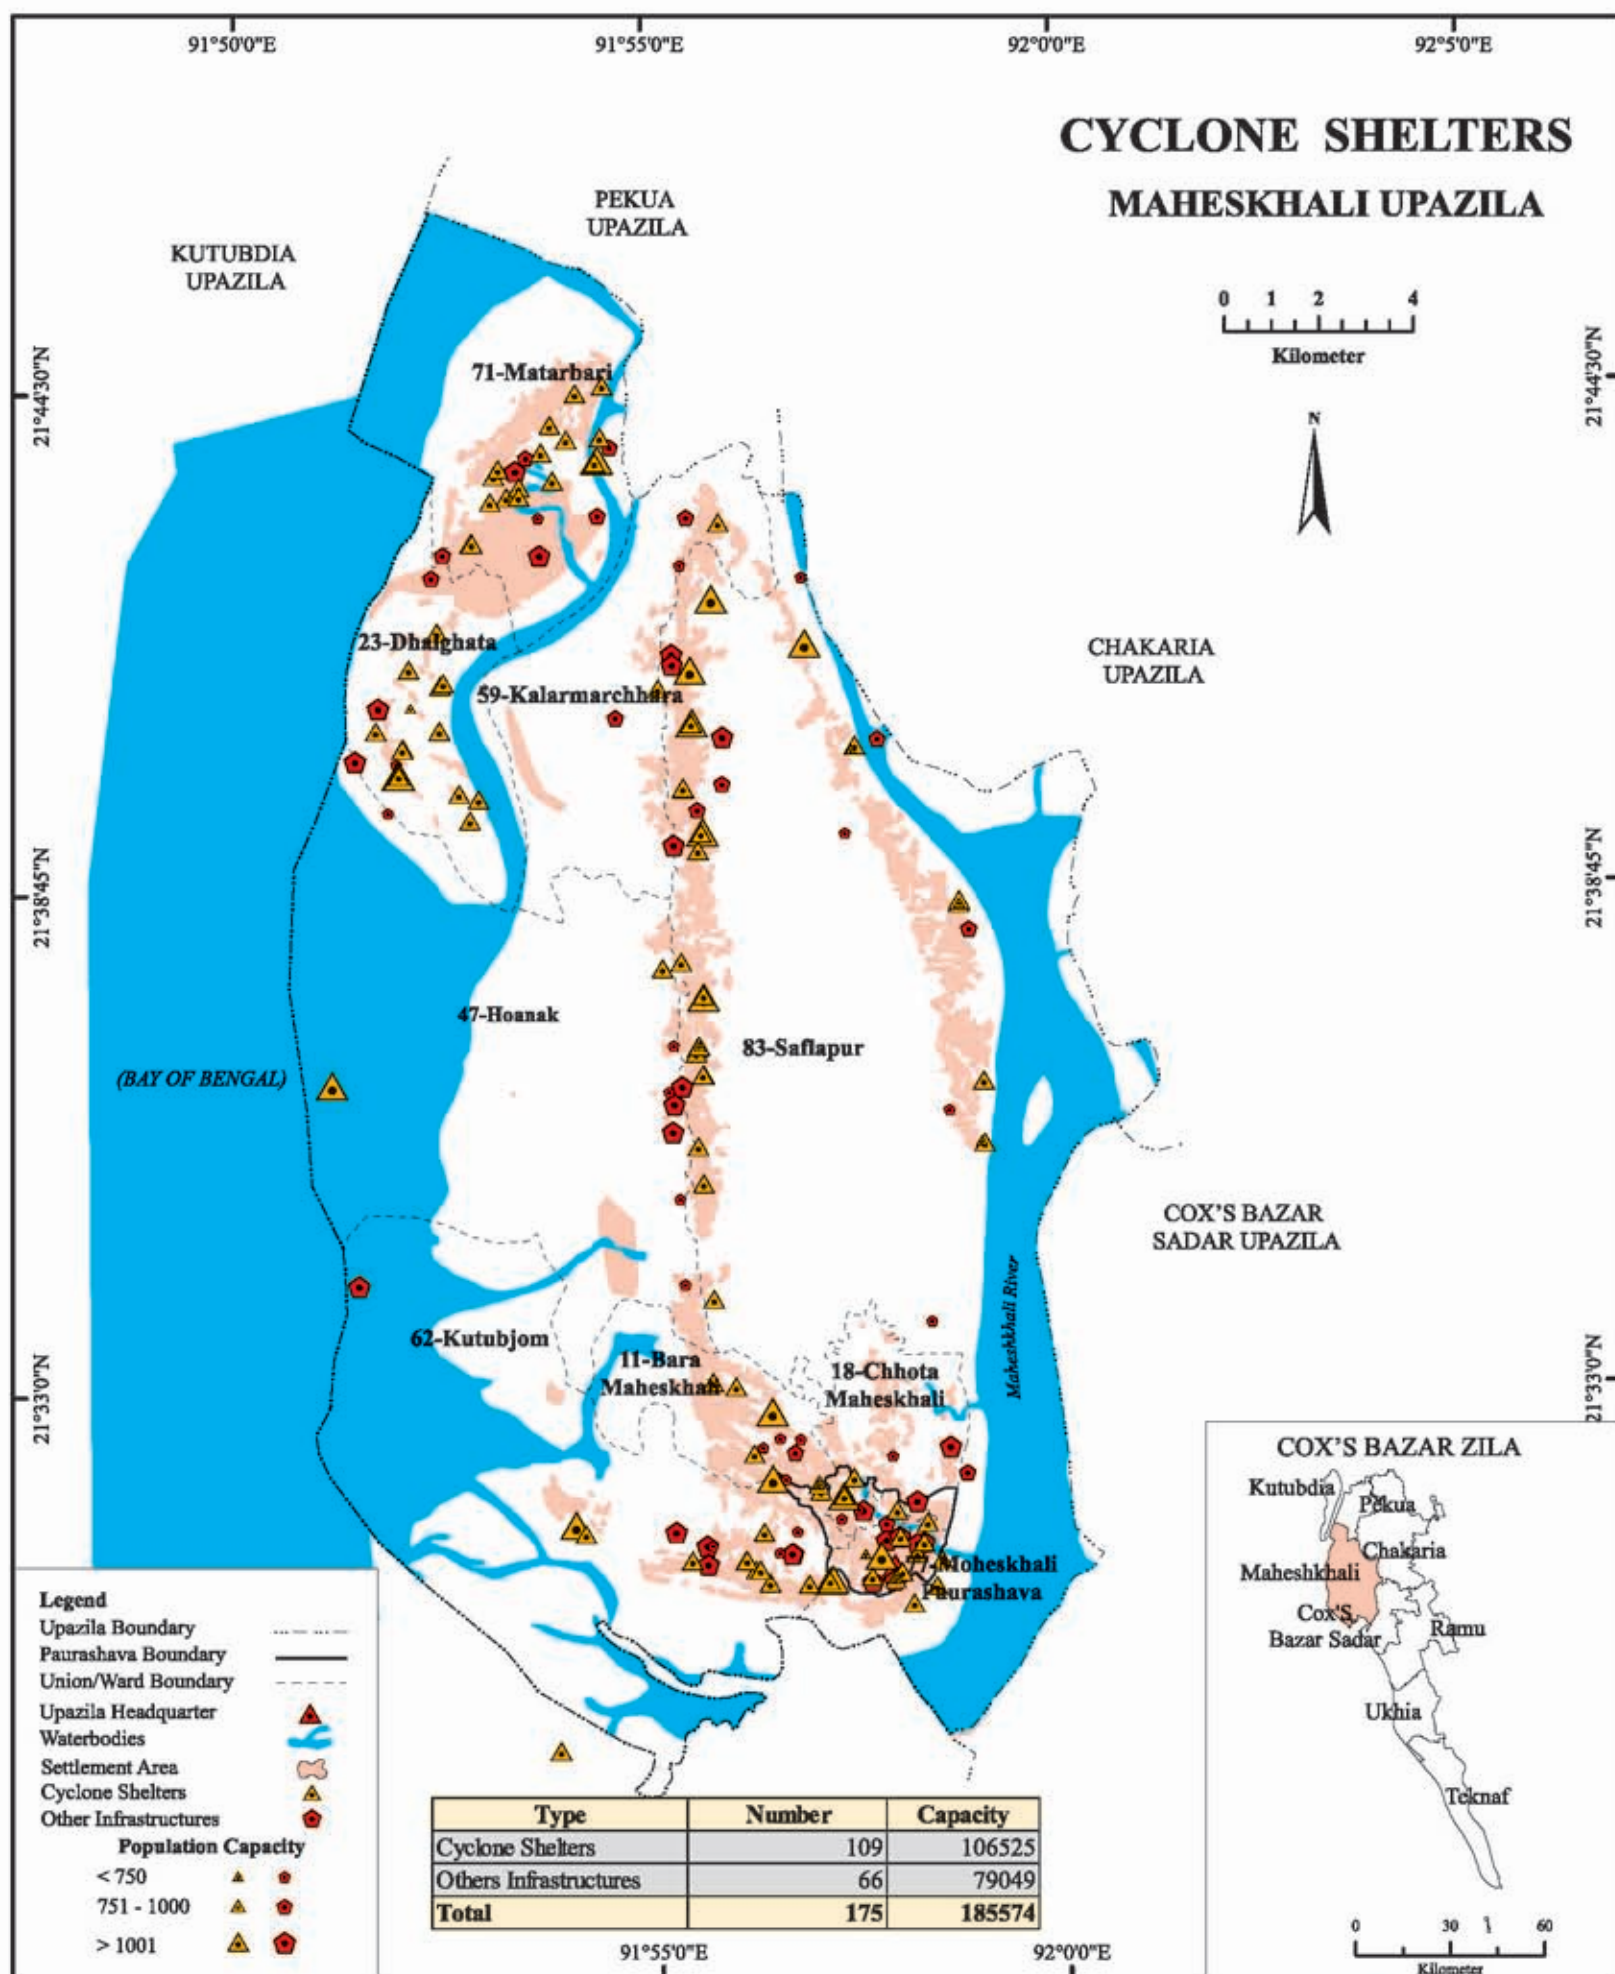 91°50'0"E
91°55'0"E
92°0'0"E
92°5'0"E
CYCLONE SHELTERS
MAHESKHALI UPAZILA
PEKUA
UPAZILA
KUTUBDIA
UPAZILA
0 1 2 4
Kilometer
21°44'30"N
21°44'30"N
71-Matarbari
N
23-Dhalghata
CHAKARIA
UPAZILA
59-Kalarmarchhara
21°38'45"N
21°38'45"N
47-Hoanak
83-Saflapur
(BAY OF BENGAL)
COX'S BAZAR
SADAR UPAZILA
Maheshkhali River
62-Kutubjom
11-Bara
Maheskhali
18-Chhota
Maheskhali
21°33'0"N
21°33'0"N
77-Moheskhali
Paurashava
COX'S BAZAR ZILA
Kutubdia
Pekua
Chakaria
Maheshkhali
Cox'S
Bazar Sadar
Ramu
Ukhia
Teknaf
0 30 60
Kilometer
Legend
Upazila Boundary
Paurashava Boundary
Union/Ward Boundary
Upazila Headquarter
Waterbodies
Settlement Area
Cyclone Shelters
Other Infrastructures
Population Capacity
< 750
751 - 1000
> 1001
Type Number Capacity
Cyclone Shelters 109 106525
Others Infrastructures 66 79049
Total 175 185574
91°55'0"E
92°0'0"E